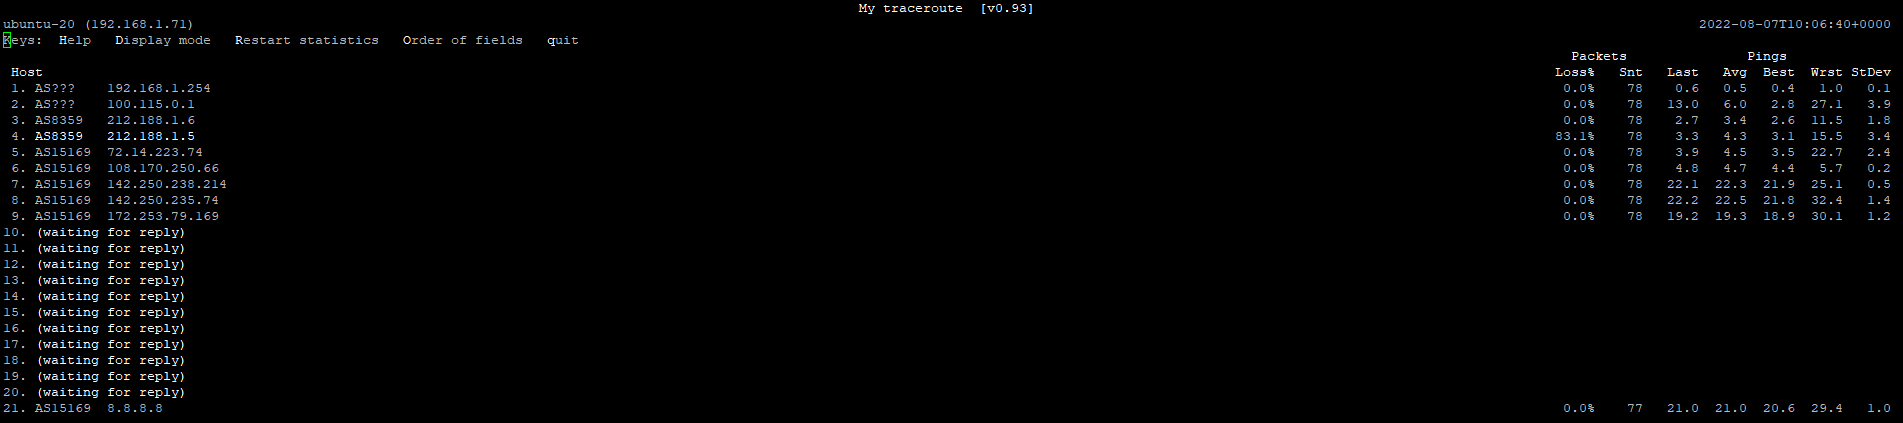 My traceroute  [v0.93]
ubuntu-20 (192.168.1.71) 2022-08-07T10:06:40+0000
Keys:  Help   Display mode   Restart statistics   Order of fields   quit
Packets Pings
Host Loss% Snt Last Avg Best Wrst StDev
1. AS??? 192.168.1.254 0.0% 78 0.6 0.5 0.4 1.0 0.1
2. AS??? 100.115.0.1 0.0% 78 13.0 6.0 2.8 27.1 3.9
3. AS8359 212.188.1.6 0.0% 78 2.7 3.4 2.6 11.5 1.8
4. AS8359 212.188.1.5 83.1% 78 3.3 4.3 3.1 15.5 3.4
5. AS15169 72.14.223.74 0.0% 78 3.9 4.5 3.5 22.7 2.4
6. AS15169 108.170.250.66 0.0% 78 4.8 4.7 4.4 5.7 0.2
7. AS15169 142.250.238.214 0.0% 78 22.1 22.3 21.9 25.1 0.5
8. AS15169 142.250.235.74 0.0% 78 22.2 22.5 21.8 32.4 1.4
9. AS15169 172.253.79.169 0.0% 78 19.2 19.3 18.9 30.1 1.2
10. (waiting for reply)
11. (waiting for reply)
12. (waiting for reply)
13. (waiting for reply)
14. (waiting for reply)
15. (waiting for reply)
16. (waiting for reply)
17. (waiting for reply)
18. (waiting for reply)
19. (waiting for reply)
20. (waiting for reply)
21. AS15169 8.8.8.8 0.0% 77 21.0 21.0 20.6 29.4 1.0